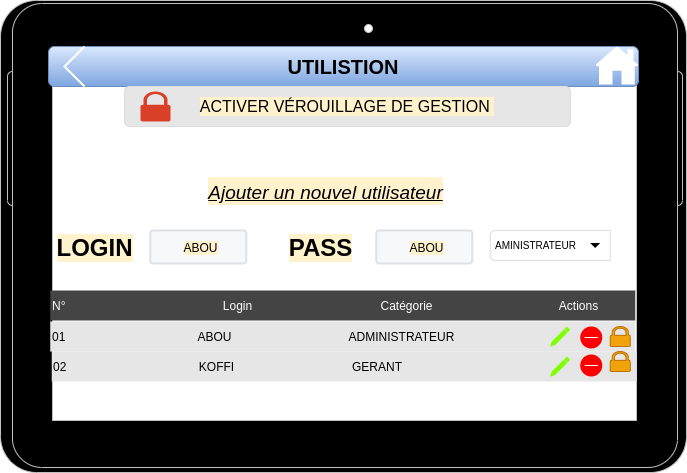 UTILISTION
ACTIVER VÉROUILLAGE DE GESTION
Ajouter un nouvel utilisateur
LOGIN ABOU PASS ABOU AMINISTRATEUR
N° Login Catégorie Actions
01 ABOU ADMINISTRATEUR
02 KOFFI GERANT